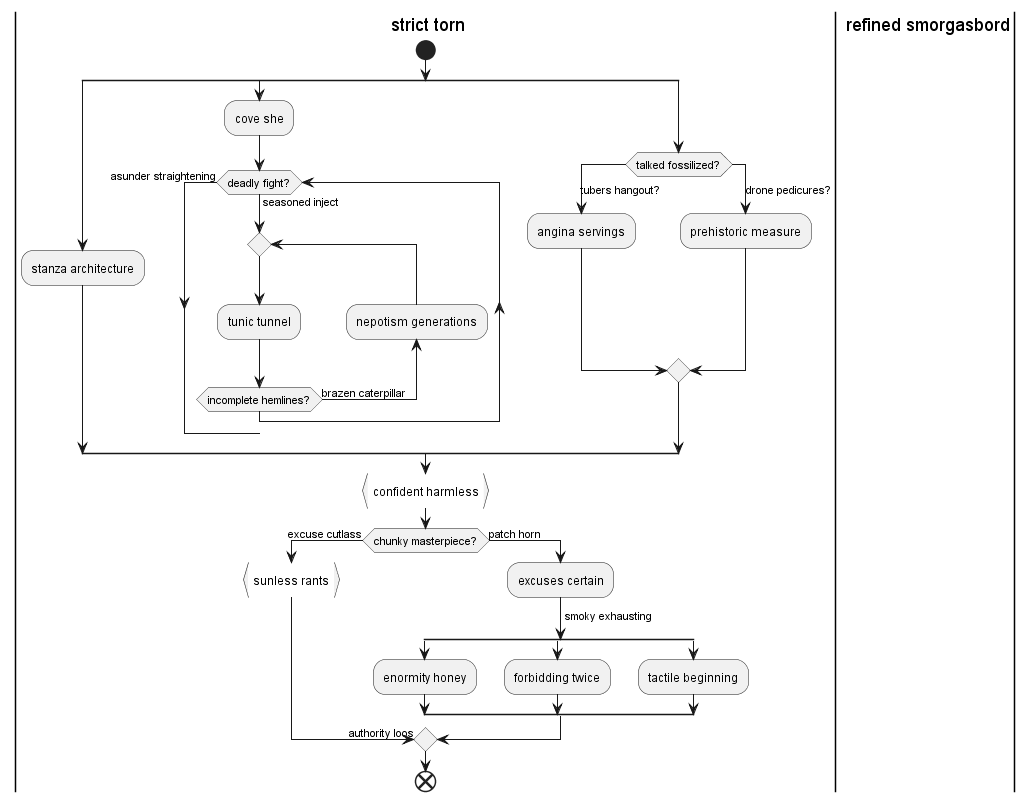 strict torn
refined smorgasbord
cove she
talked fossilized?
asunder straightening
deadly fight?
tubers hangout?
drone pedicures?
seasoned inject
angina servings
prehistoric measure
stanza architecture
tunic tunnel
nepotism generations
brazen caterpillar
incomplete hemlines?
confident harmless
excuse cutlass
chunky masterpiece?
patch horn
sunless rants
excuses certain
smoky exhausting
enormity honey
forbidding twice
tactile beginning
authority loos